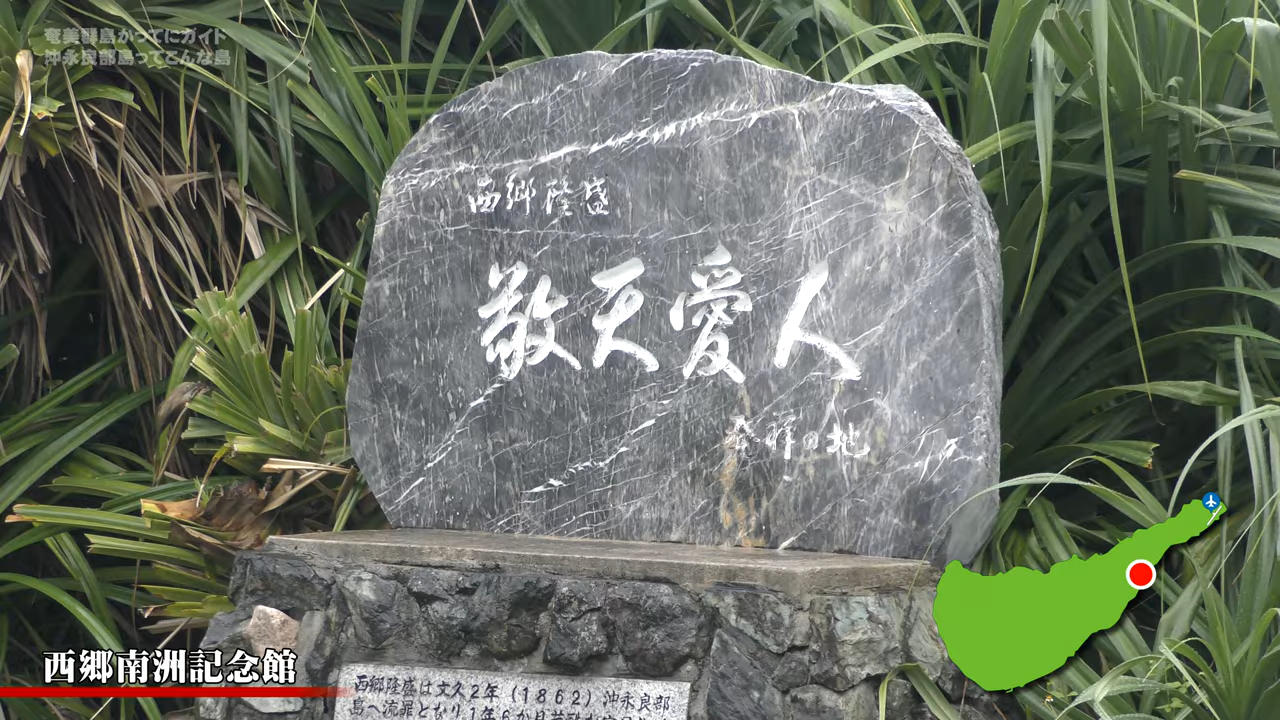 奄美群島かってにガイド
沖永良部島ってこんな島
西郷隆盛
敬天愛人
発祥の地
西郷南洲記念館
西郷隆盛は文久2年(1862)沖永良部
島へ流罪となり1年6か月